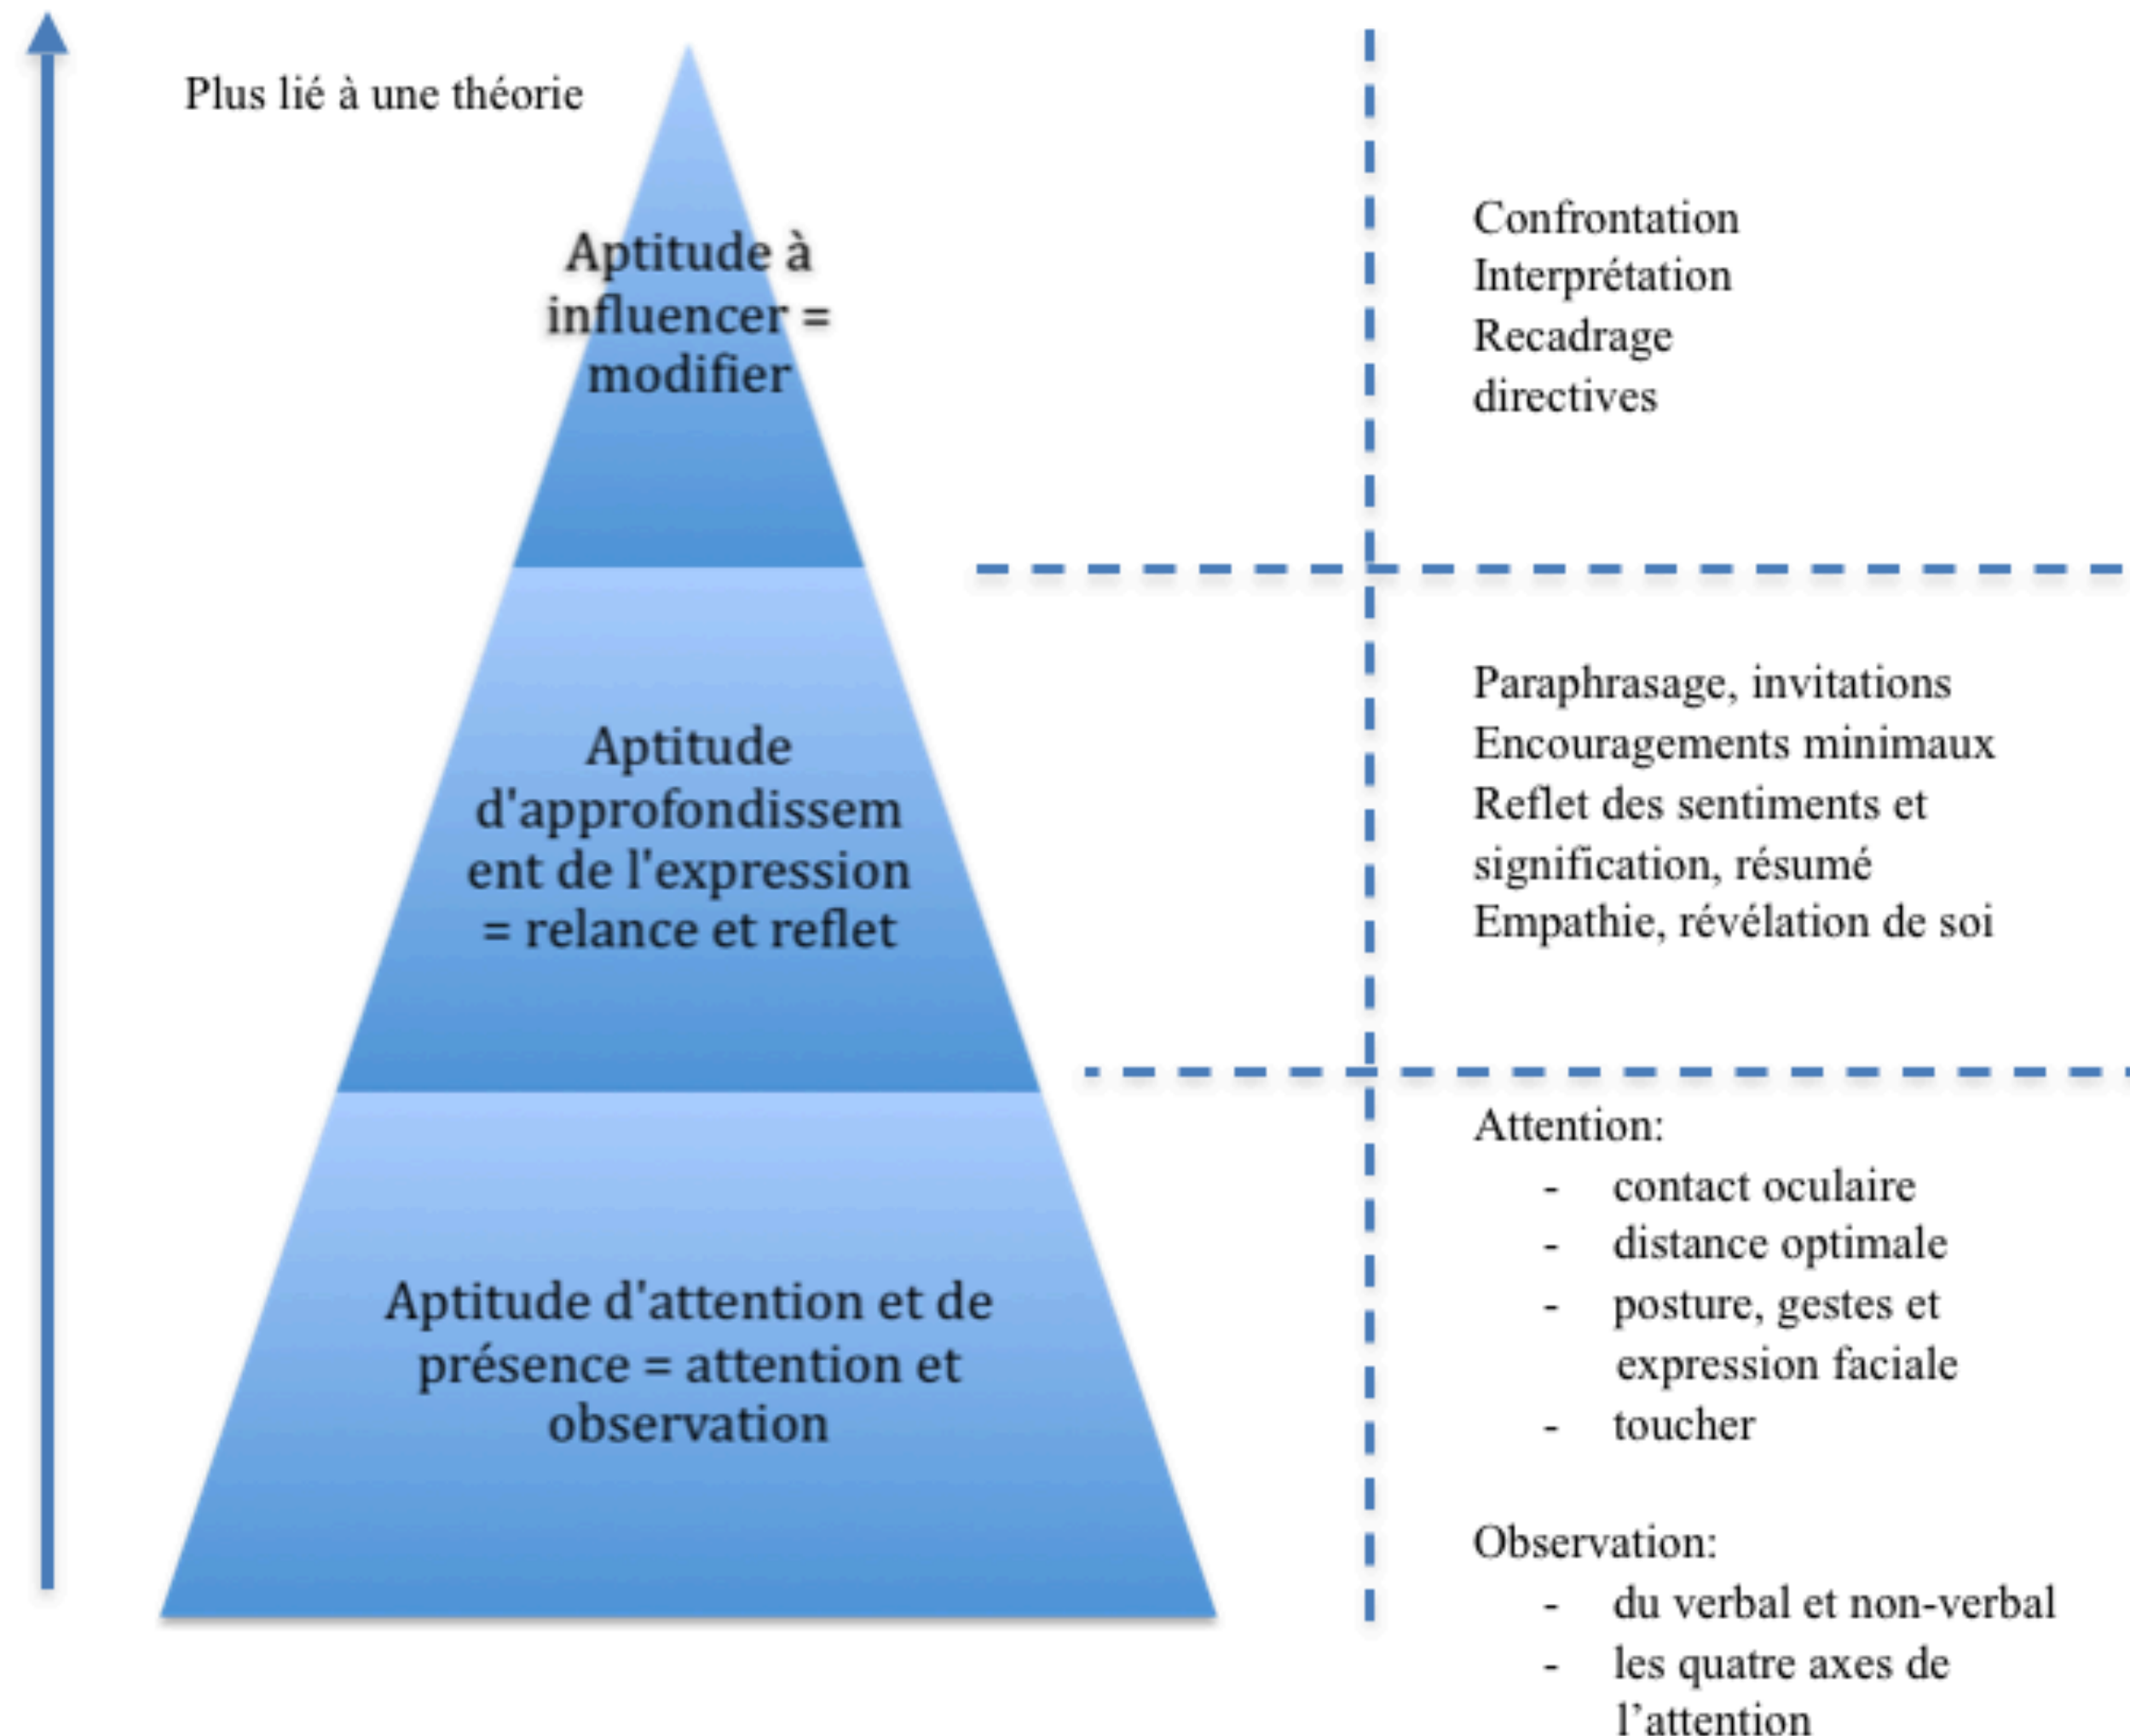 Plus lié à une théorie
Aptitude à
influencer =
modifier
Confrontation
Interprétation
Recadrage
directives
Aptitude
d'approfondissem
ent de l'expression
= relance et reflet
Paraphrasage, invitations
Encouragements minimaux
Reflet des sentiments et
signification, résumé
Empathie, révélation de soi
Aptitude d'attention et de
présence = attention et
observation
Attention:
- contact oculaire
- distance optimale
- posture, gestes et
expression faciale
- toucher
Observation:
- du verbal et non-verbal
- les quatre axes de
l'attention